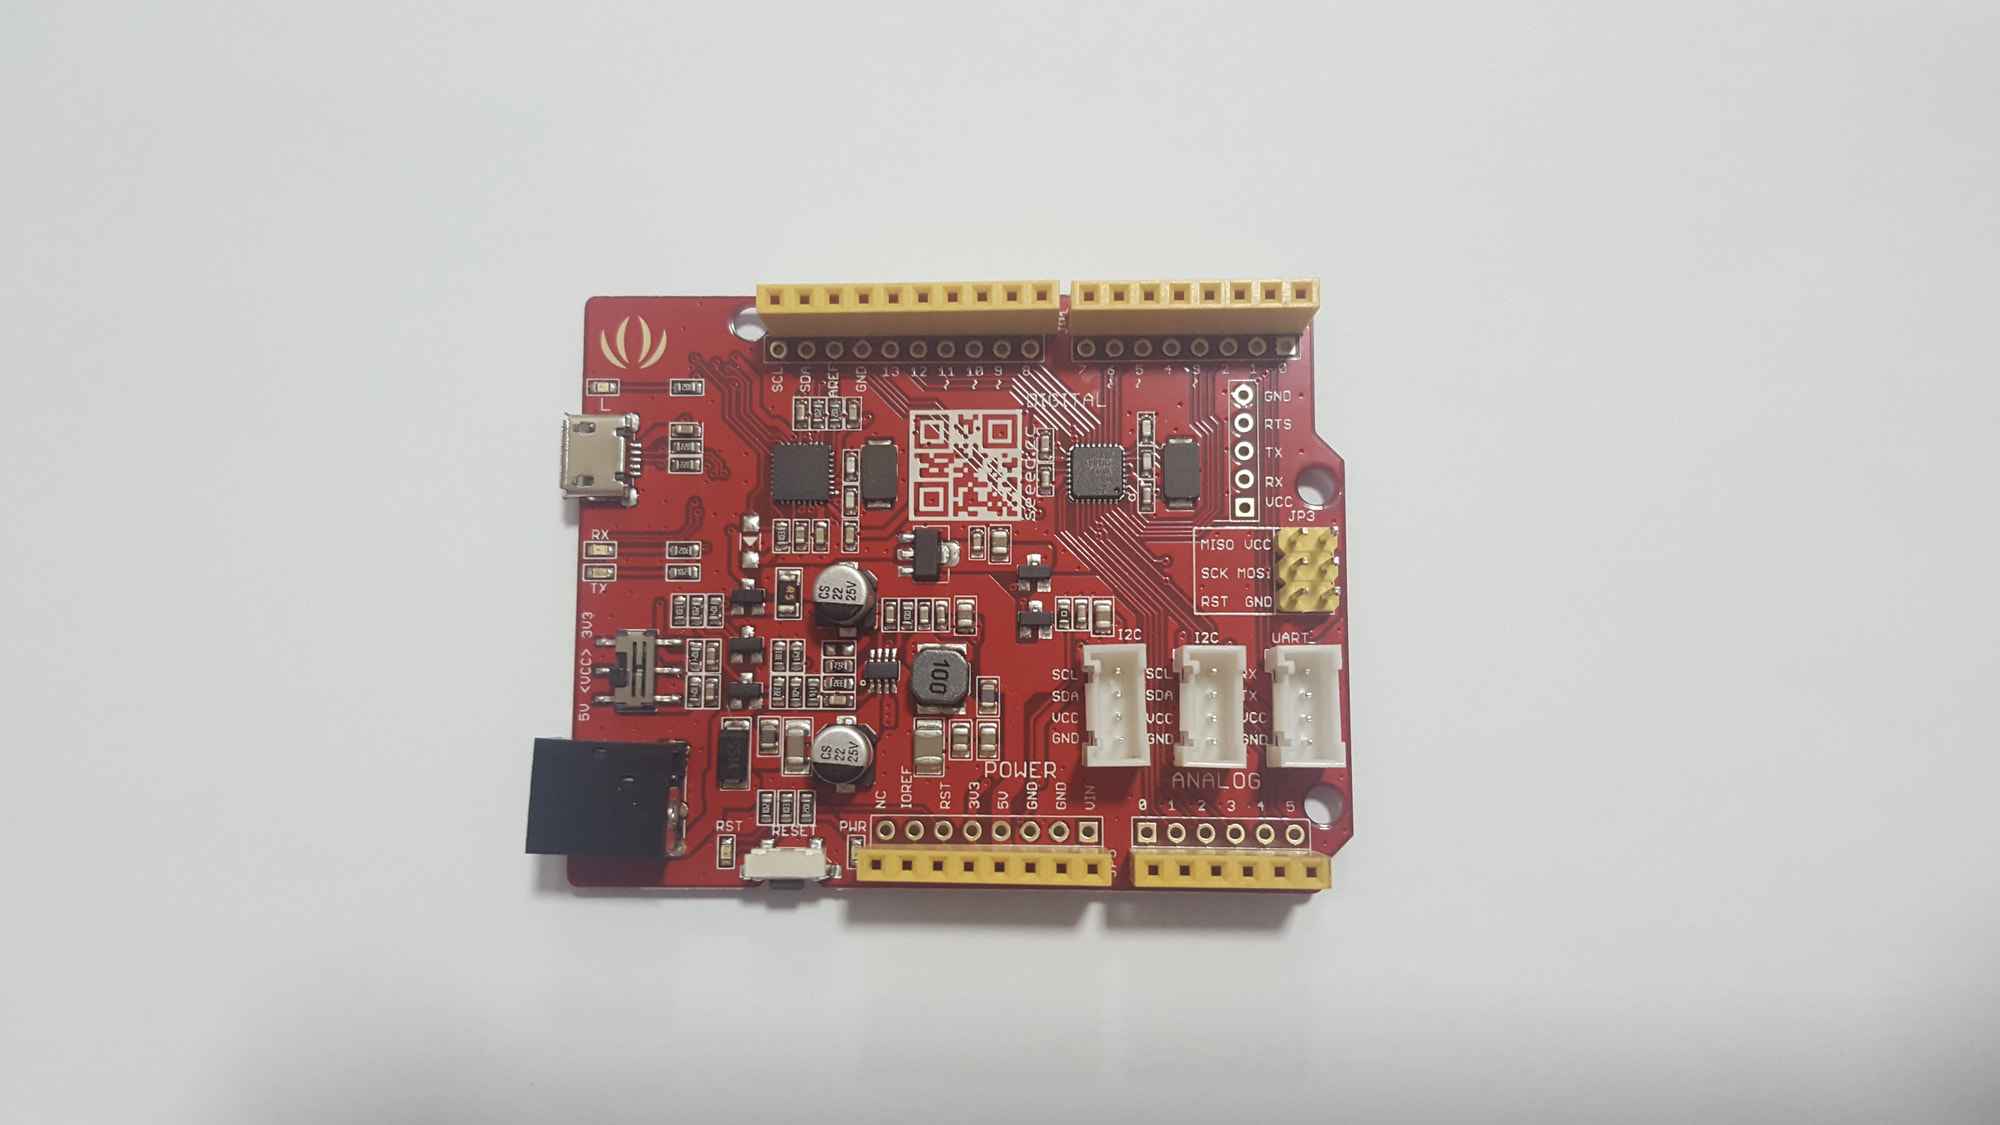 SCL SDA AREF GND 13 12 11 10 9 8 7 6 5 4 3 2 1 0
~ ~ ~ ~ ~ ~
DIGITAL
L
seeed.cc
GND
RTS
TX
RX
VCC
JP3
MISO VCC
SCK MOSI
RST GND
RX
TX
5V <VCC> 3V3
CS
22
25V
100
CS
22
25V
I2C
SCL
SDA
VCC
GND
I2C
SCL
SDA
VCC
GND
UART
RX
TX
VCC
GND
POWER
ANALOG
NC IOREF RST 3V3 5V GND GND VIN
0 1 2 3 4 5
RST
RESET
PWR